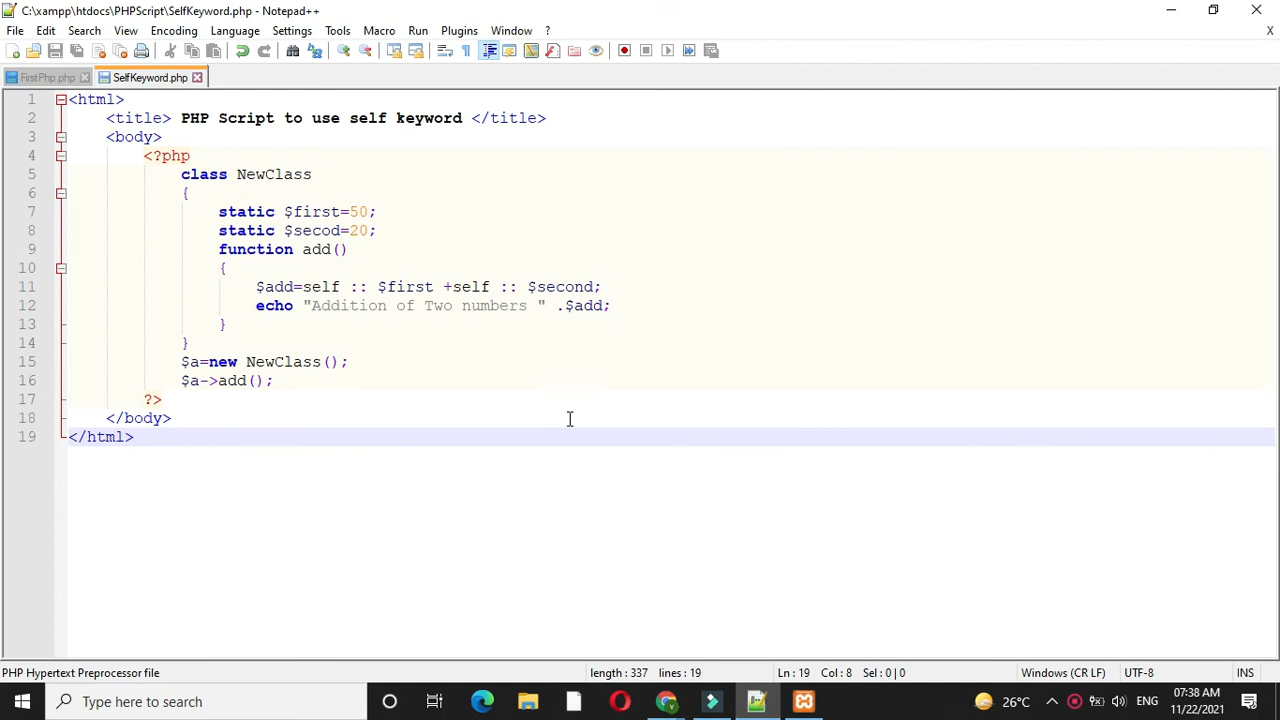 C:\xampp\htdocs\PHPScript\SelfKeyword.php - Notepad++
File Edit Search View Encoding Language Settings Tools Macro Run Plugins Window ? X
FirstPhp.php SelfKeyword.php
1 <html>
2 <title> PHP Script to use self keyword </title>
3 <body>
4 <?php
5 class NewClass
6 {
7 static $first=50;
8 static $secod=20;
9 function add()
10 {
11 $add=self :: $first +self :: $second;
12 echo "Addition of Two numbers " .$add;
13 }
14 }
15 $a=new NewClass();
16 $a->add();
17 ?>
18 </body>
19 </html>
PHP Hypertext Preprocessor file length : 337 lines : 19 Ln : 19 Col : 8 Sel : 0 | 0 Windows (CR LF) UTF-8 INS
Type here to search 26°C ENG 07:38 AM
11/22/2021